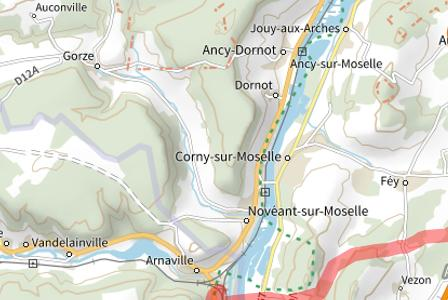 Auconville
Jouy-aux-Arches
Gorze
Ancy-Dornot
D124
Ancy-sur-Moselle
Dornot
Corny-sur-Moselle
Féy
Novéant-sur-Moselle
Vandelainville
Arnaville
Vezon